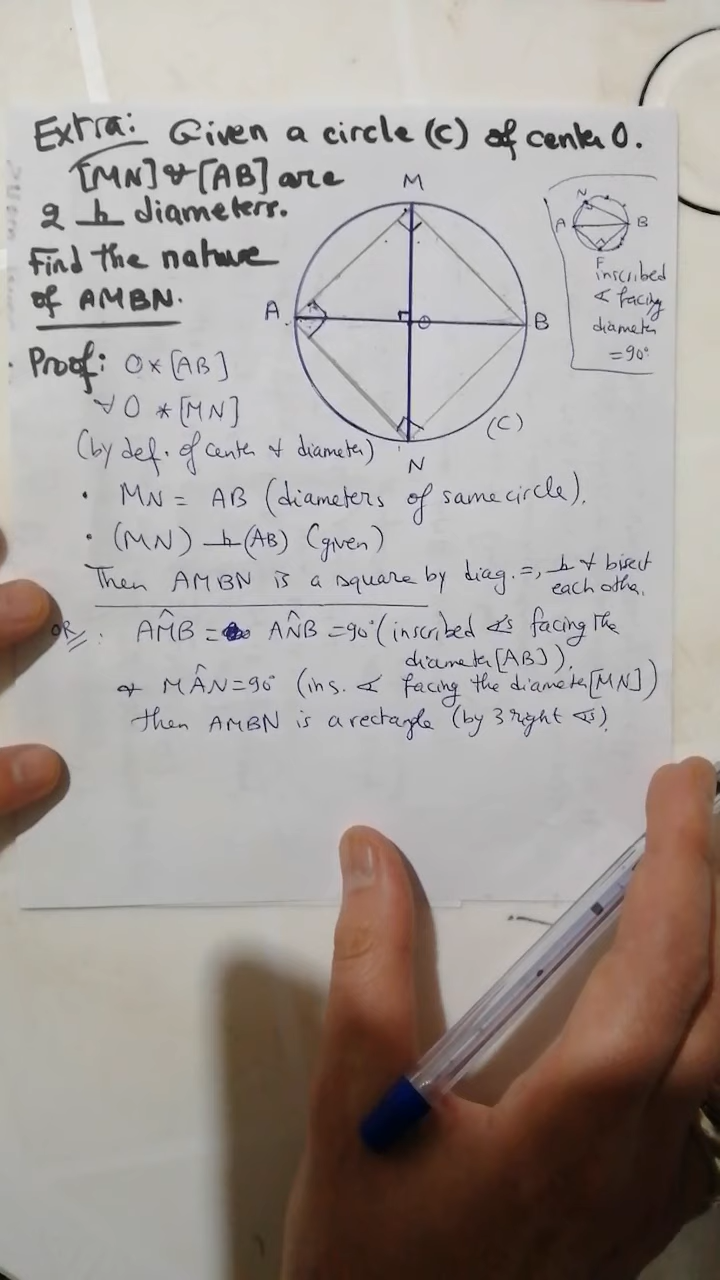 Extra: Given a circle (C) of center O.
[MN] & [AB] are
2 ⊥ diameters.
Find the nature
of AMBN.
M
A
O
B
N
(C)
N
A
B
F
inscribed
∢ facing
diameter
=90°
Proof: O * [AB]
& O * [MN]
(by def. of center & diameter)
• MN = AB (diameters of same circle).
• (MN) ⊥ (AB) (given)
Then AMBN is a square by diag. =, ⊥ & bisect
each other.
OR. AM̂B = AN̂B =90° (inscribed ∢s facing the
diameter [AB]),
& MÂN=90° (ins. ∢ facing the diameter [MN])
then AMBN is a rectangle (by 3 right ∢s).